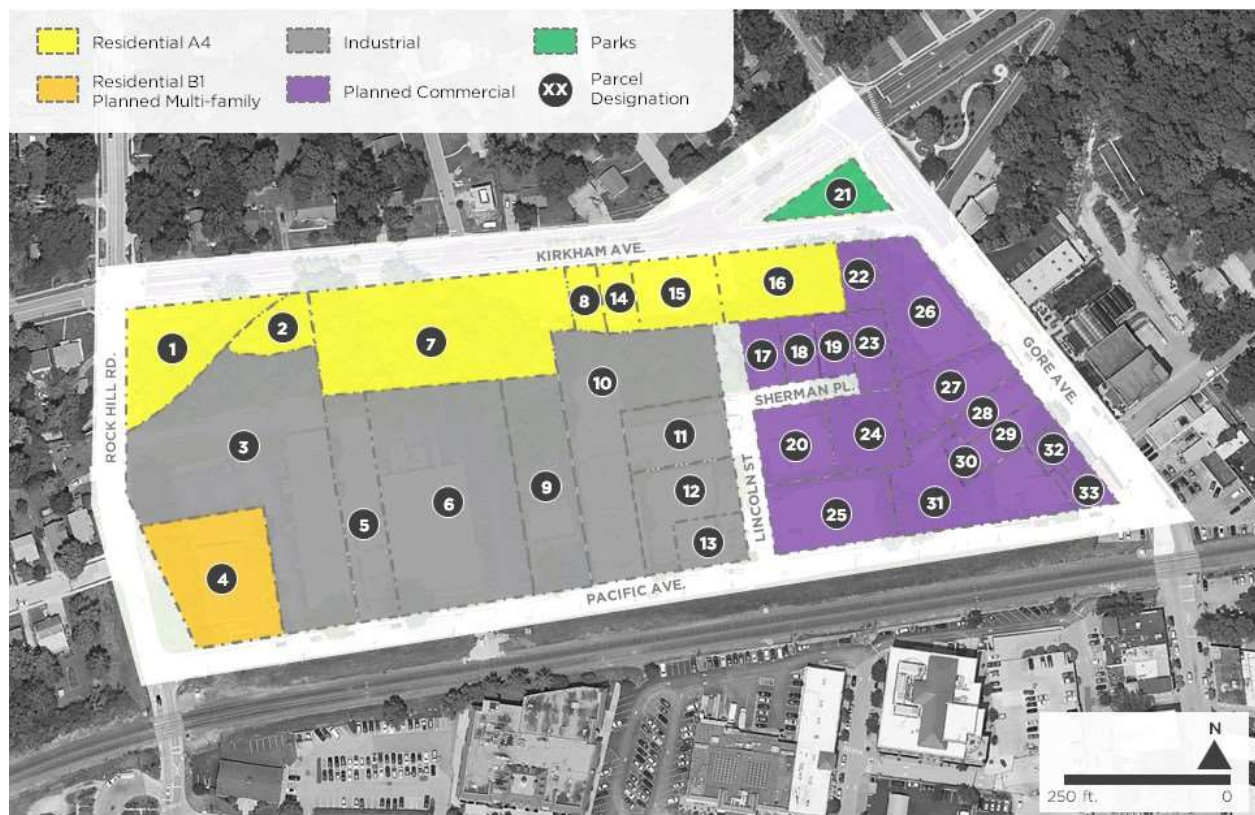 Residential A4
Industrial
Parks
Residential B1
Planned Multi-family
Planned Commercial
XX
Parcel
Designation
21
KIRKHAM AVE.
22
16
8
14
15
2
1
7
26
17
18
19
23
ROCK HILL RD.
GORE AVE.
10
SHERMAN PL.
27
28
3
11
20
24
29
32
30
9
6
12
33
31
25
LINCOLN ST
5
13
4
PACIFIC AVE.
N
250 ft.
0